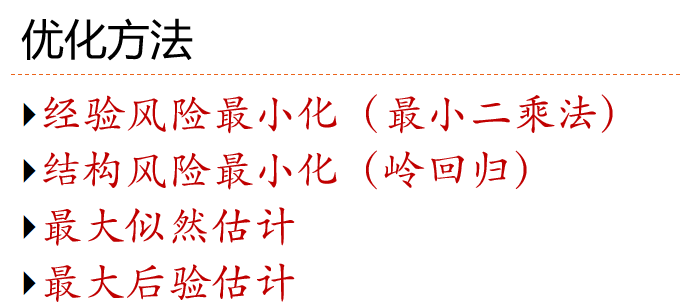 优化方法
经验风险最小化（最小二乘法）
结构风险最小化（岭回归）
最大似然估计
最大后验估计